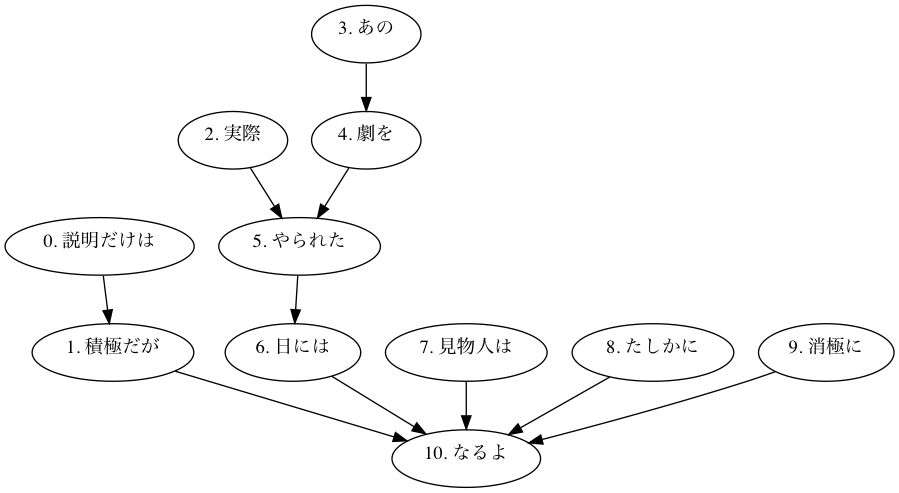 3. あの
2. 実際
4. 劇を
0. 説明だけは
5. やられた
1. 積極だが
6. 日には
7. 見物人は
8. たしかに
9. 消極に
10. なるよ